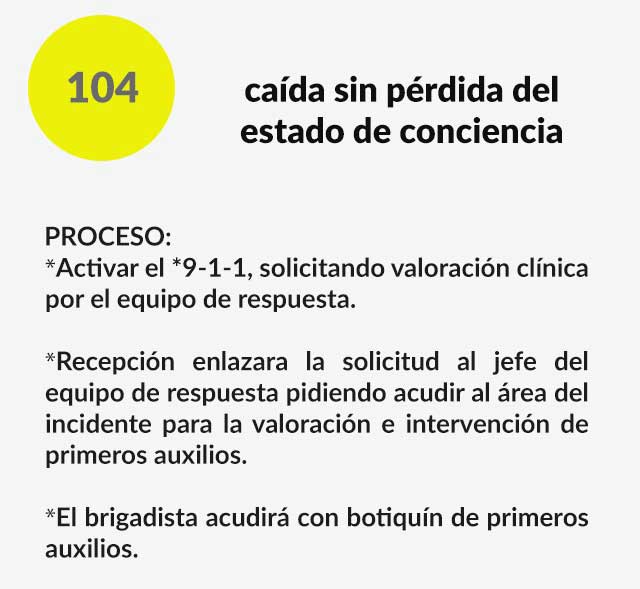 104
caída sin pérdida del
estado de conciencia
PROCESO:
*Activar el *9-1-1, solicitando valoración clínica
por el equipo de respuesta.
*Recepción enlazara la solicitud al jefe del
equipo de respuesta pidiendo acudir al área del
incidente para la valoración e intervención de
primeros auxilios.
*El brigadista acudirá con botiquín de primeros
auxilios.